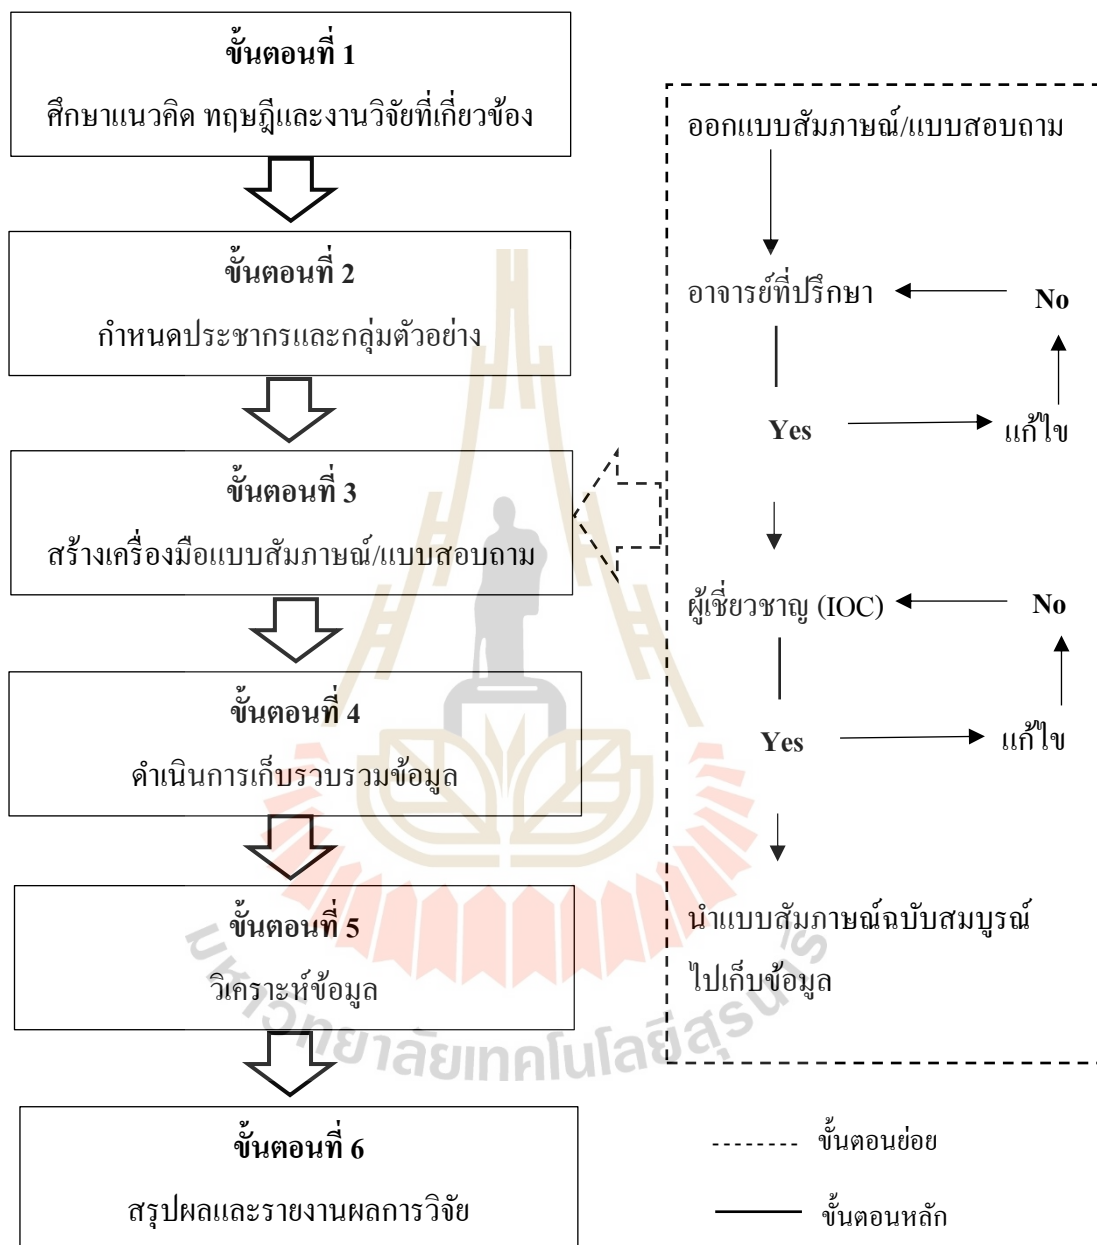 ขั้นตอนที่ 1
ศึกษาแนวคิด ทฤษฎีและงานวิจัยที่เกี่ยวข้อง
ขั้นตอนที่ 2
กำหนดประชากรและกลุ่มตัวอย่าง
ขั้นตอนที่ 3
สร้างเครื่องมือแบบสัมภาษณ์/แบบสอบถาม
ขั้นตอนที่ 4
ดำเนินการเก็บรวบรวมข้อมูล
ขั้นตอนที่ 5
วิเคราะห์ข้อมูล
ขั้นตอนที่ 6
สรุปผลและรายงานผลการวิจัย
ออกแบบสัมภาษณ์/แบบสอบถาม
อาจารย์ที่ปรึกษา
No
Yes
แก้ไข
ผู้เชี่ยวชาญ (IOC)
No
Yes
แก้ไข
นำแบบสัมภาษณ์ฉบับสมบูรณ์
ไปเก็บข้อมูล
ขั้นตอนย่อย
ขั้นตอนหลัก
มหาวิทยาลัยเทคโนโลยีสุรนารี